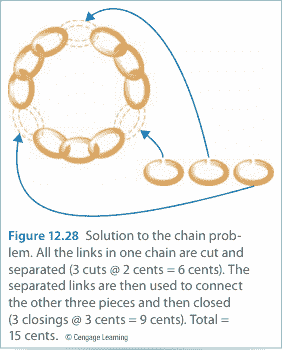 Figure 12.28 Solution to the chain prob-
lem. All the links in one chain are cut and
separated (3 cuts @ 2 cents = 6 cents). The
separated links are then used to connect
the other three pieces and then closed
(3 closings @ 3 cents = 9 cents). Total =
15 cents. © Cengage Learning